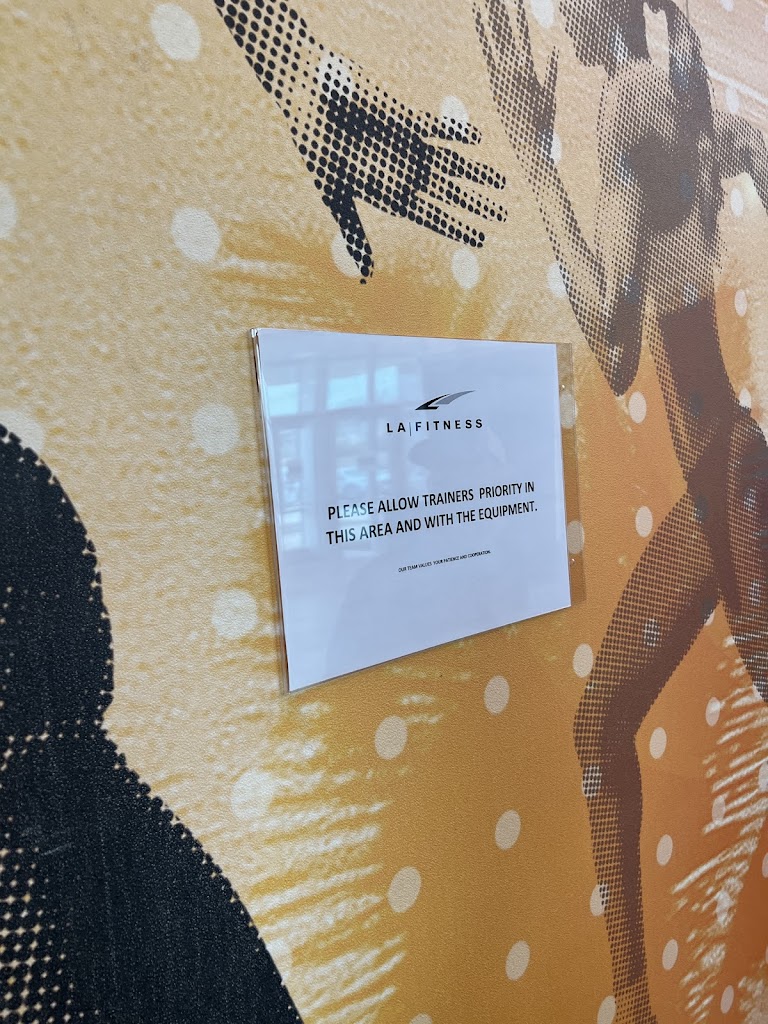 LA|FITNESS
PLEASE ALLOW TRAINERS PRIORITY IN
THIS AREA AND WITH THE EQUIPMENT.
OUR TEAM VALUES YOUR PATIENCE AND COOPERATION.